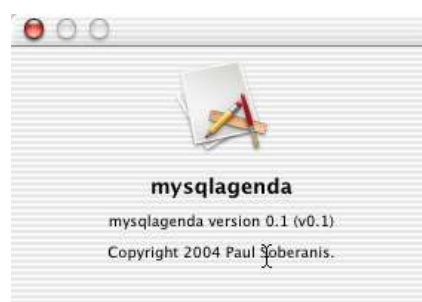 mysqlagenda
mysqlagenda version 0.1 (v0.1)
Copyright 2004 Paul Soberanis.